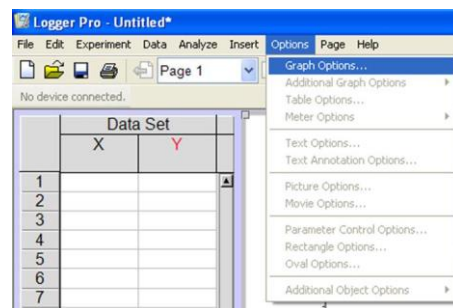 Logger Pro - Untitled*
File Edit Experiment Data Analyze Insert Options Page Help
Page 1
No device connected.
Graph Options...
Additional Graph Options
Table Options...
Meter Options
Text Options...
Text Annotation Options...
Picture Options...
Movie Options...
Parameter Control Options...
Rectangle Options...
Oval Options...
Additional Object Options
Data Set
X Y
1
2
3
4
5
6
7